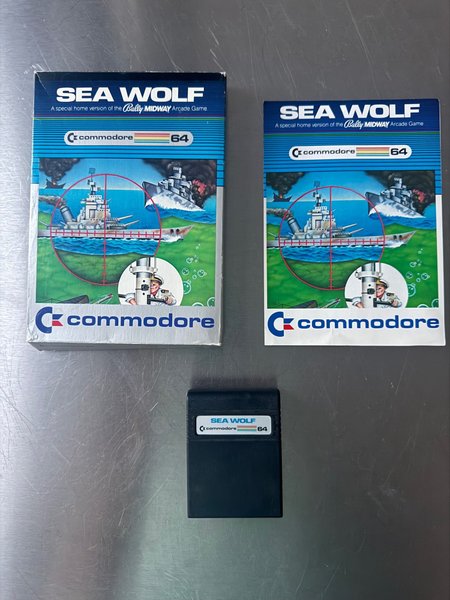 SEA WOLF
A special home version of the Bally MIDWAY Arcade Game
commodore 64
commodore
SEA WOLF
A special home version of the Bally MIDWAY Arcade Game
commodore 64
commodore
SEA WOLF
commodore 64